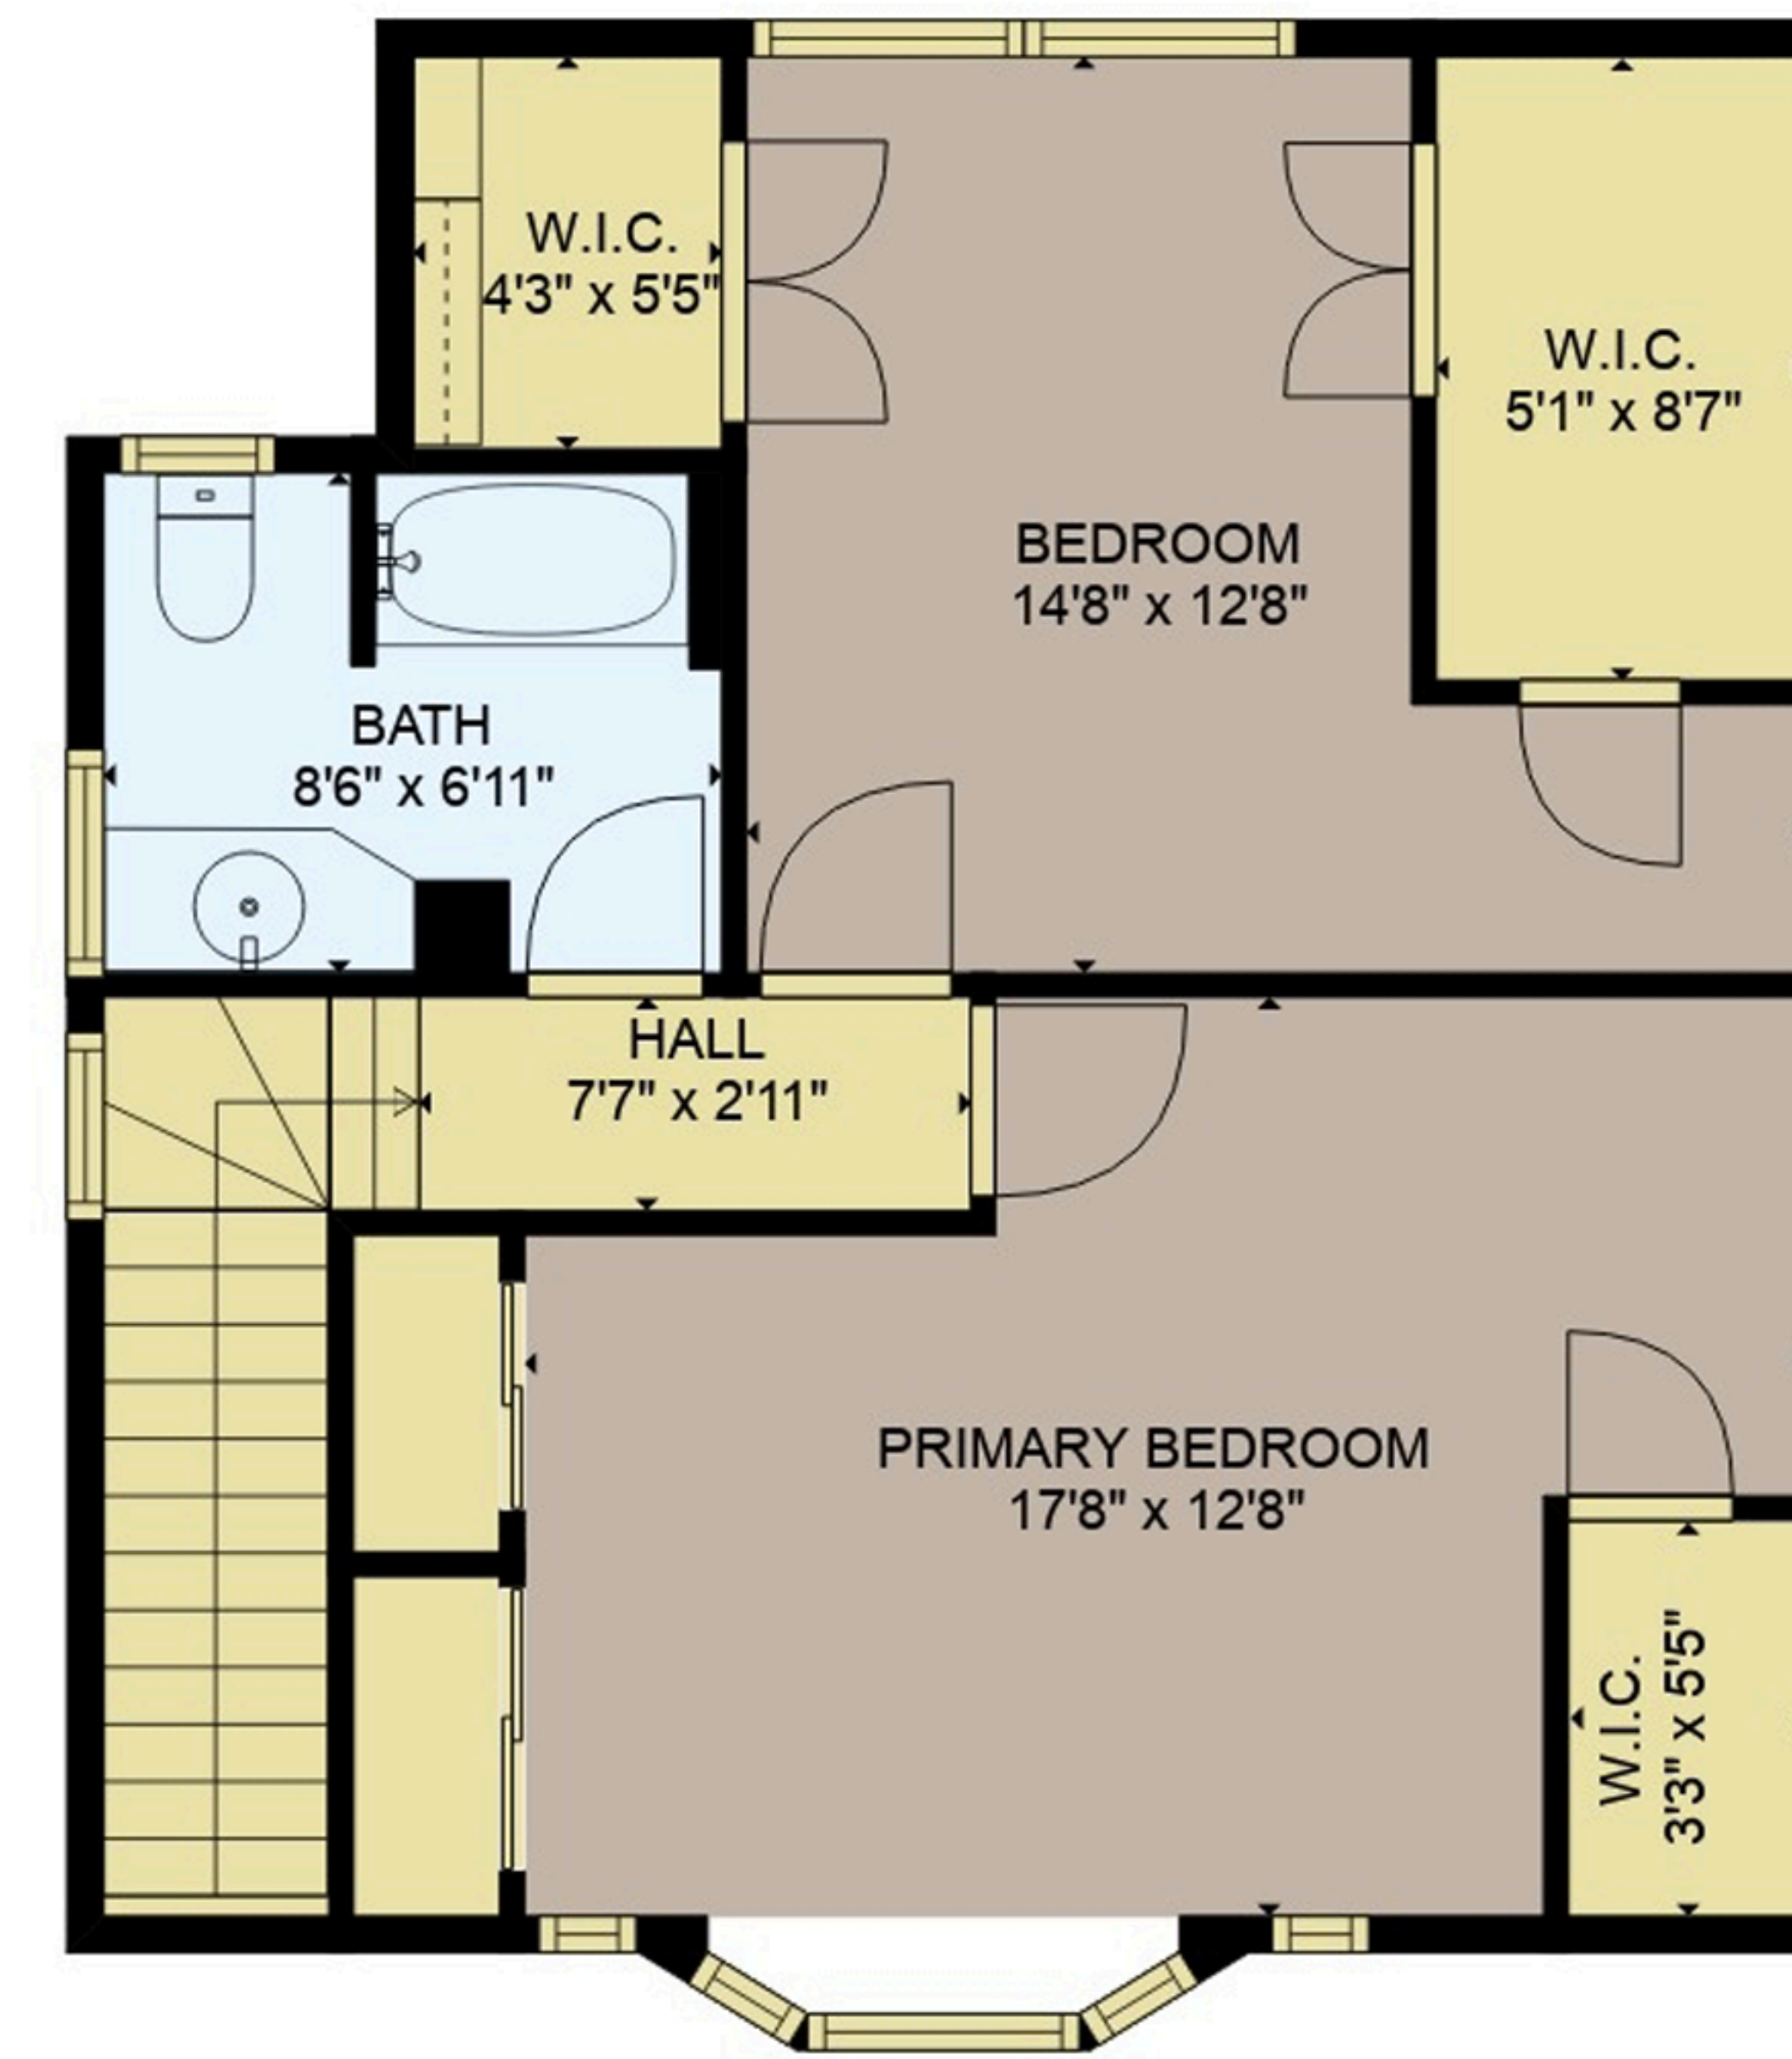 W.I.C.
4'3" x 5'5"
W.I.C.
5'1" x 8'7"
BEDROOM
14'8" x 12'8"
BATH
8'6" x 6'11"
HALL
7'7" x 2'11"
PRIMARY BEDROOM
17'8" x 12'8"
W.I.C.
3'3" x 5'5"